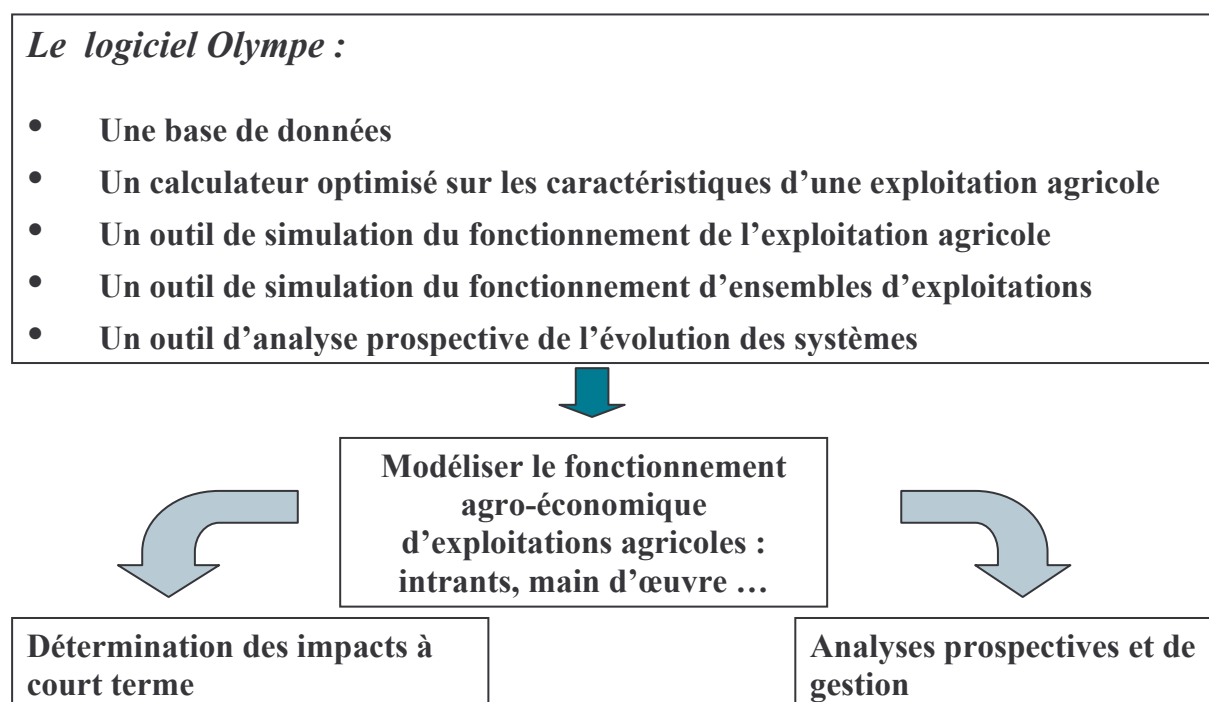 Le logiciel Olympe :
• Une base de données
• Un calculateur optimisé sur les caractéristiques d’une exploitation agricole
• Un outil de simulation du fonctionnement de l’exploitation agricole
• Un outil de simulation du fonctionnement d’ensembles d’exploitations
• Un outil d’analyse prospective de l’évolution des systèmes
Modéliser le fonctionnement
agro-économique
d’exploitations agricoles :
intrants, main d’œuvre …
Détermination des impacts à
court terme
Analyses prospectives et de
gestion